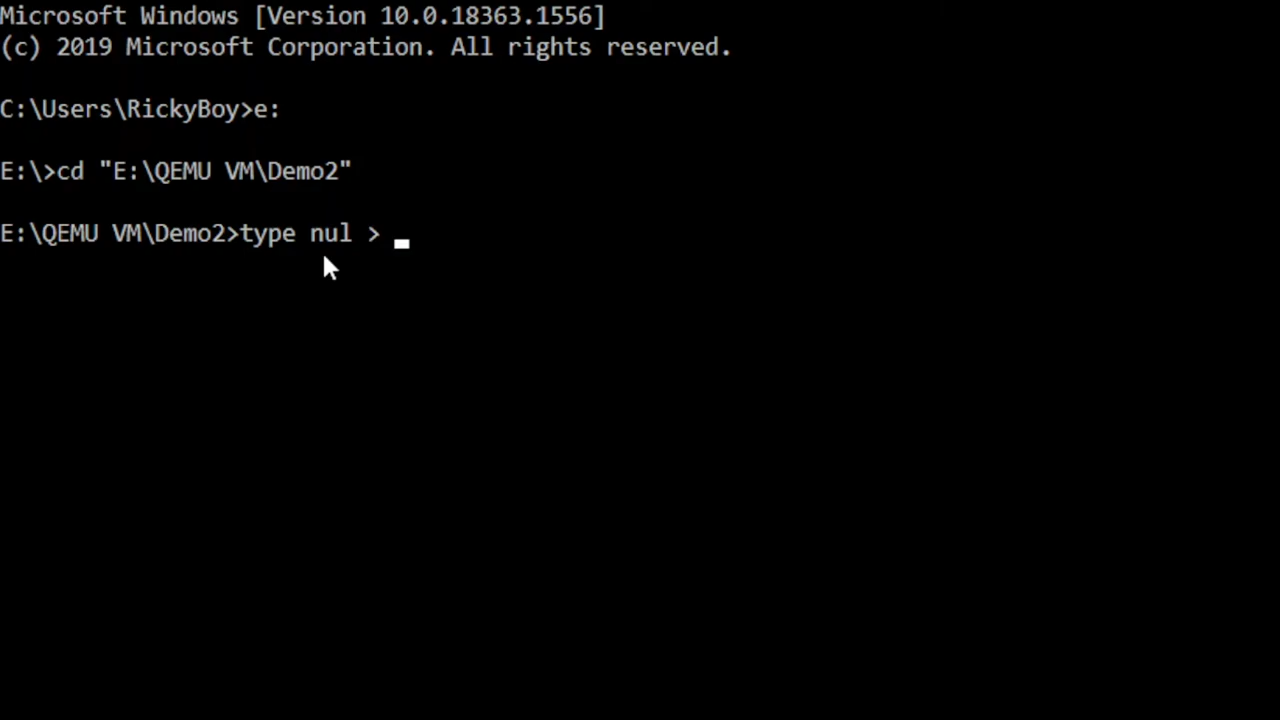 Microsoft Windows [Version 10.0.18363.1556]
(c) 2019 Microsoft Corporation. All rights reserved.
C:\Users\RickyBoy>e:
E:\>cd "E:\QEMU VM\Demo2"
E:\QEMU VM\Demo2>type nul >